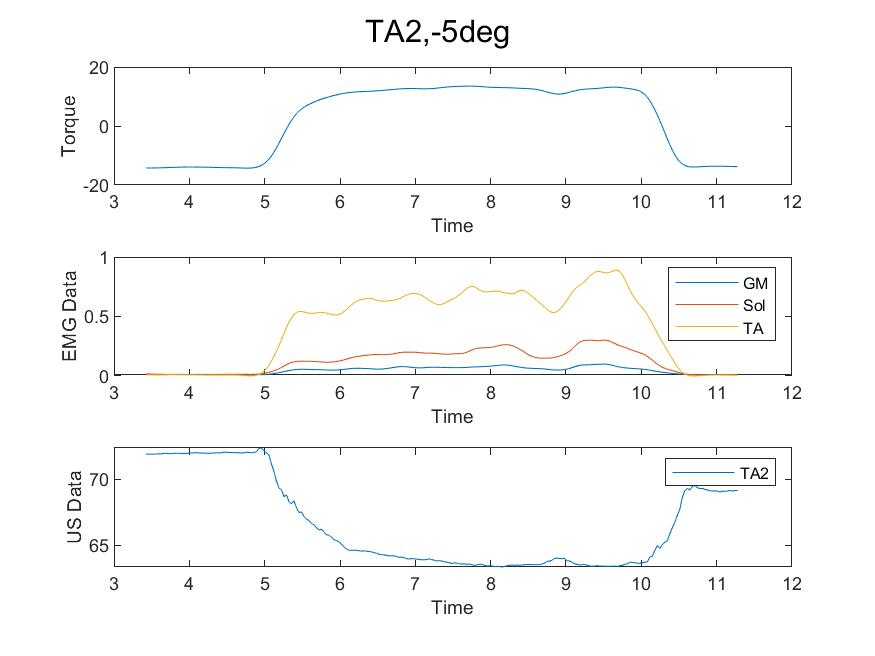 TA2,-5deg
20
0
-20
Torque
3 4 5 6 7 8 9 10 11 12
Time
1
0.5
0
EMG Data
GM
Sol
TA
3 4 5 6 7 8 9 10 11 12
Time
70
65
US Data
TA2
3 4 5 6 7 8 9 10 11 12
Time